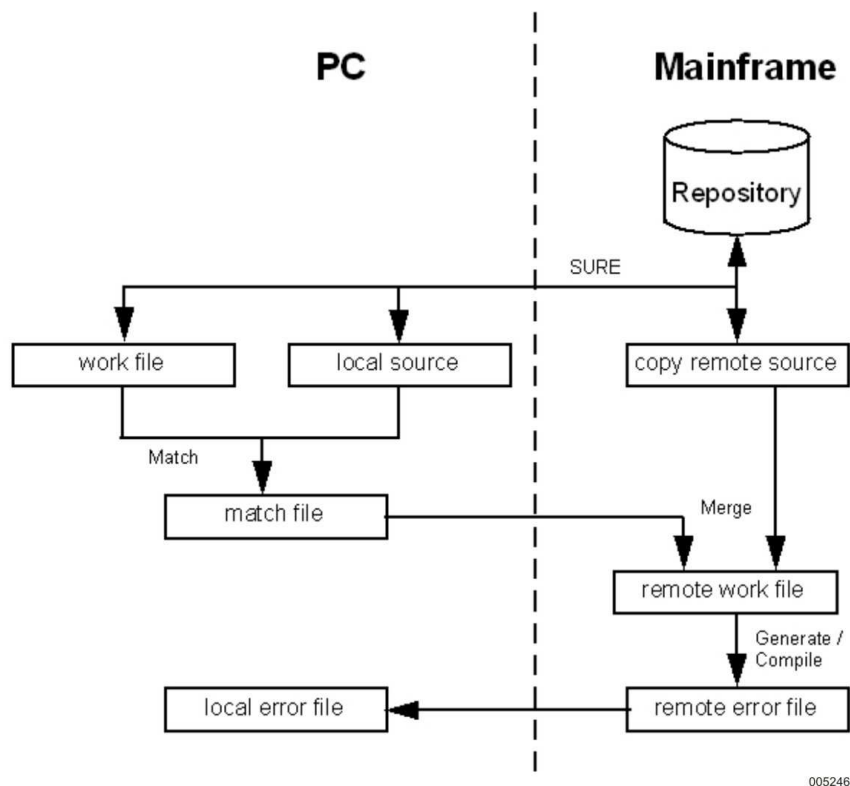 PC
Mainframe
Repository
SURE
work file
local source
copy remote source
Match
match file
Merge
remote work file
Generate /
Compile
local error file
remote error file
005246